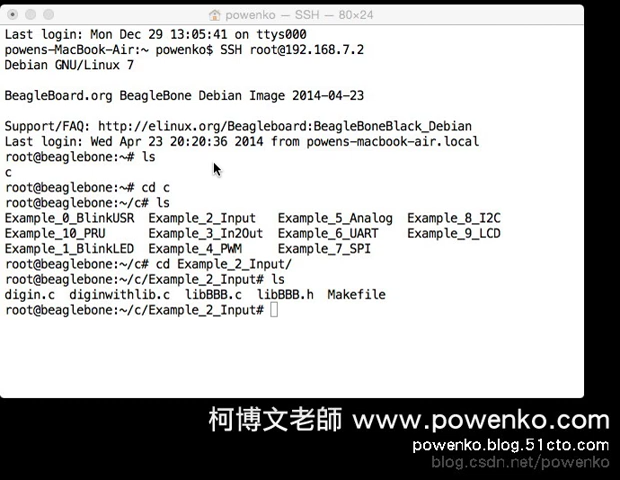 powenko — SSH — 80×24
Last login: Mon Dec 29 13:05:41 on ttys000
powens-MacBook-Air:~ powenko$ SSH root@192.168.7.2
Debian GNU/Linux 7
BeagleBoard.org BeagleBone Debian Image 2014-04-23
Support/FAQ: http://elinux.org/Beagleboard:BeagleBoneBlack_Debian
Last login: Wed Apr 23 20:20:36 2014 from powens-macbook-air.local
root@beaglebone:~# ls
c
root@beaglebone:~# cd c
root@beaglebone:~/c# ls
Example_0_BlinkUSR  Example_2_Input   Example_5_Analog  Example_8_I2C
Example_10_PRU      Example_3_In2Out  Example_6_UART    Example_9_LCD
Example_1_BlinkLED  Example_4_PWM     Example_7_SPI
root@beaglebone:~/c# cd Example_2_Input/
root@beaglebone:~/c/Example_2_Input# ls
digin.c  diginwithlib.c  libBBB.c  libBBB.h  Makefile
root@beaglebone:~/c/Example_2_Input#
柯博文老師 www.powenko.com
powenko.blog.51cto.com
blog.csdn.net/powenko